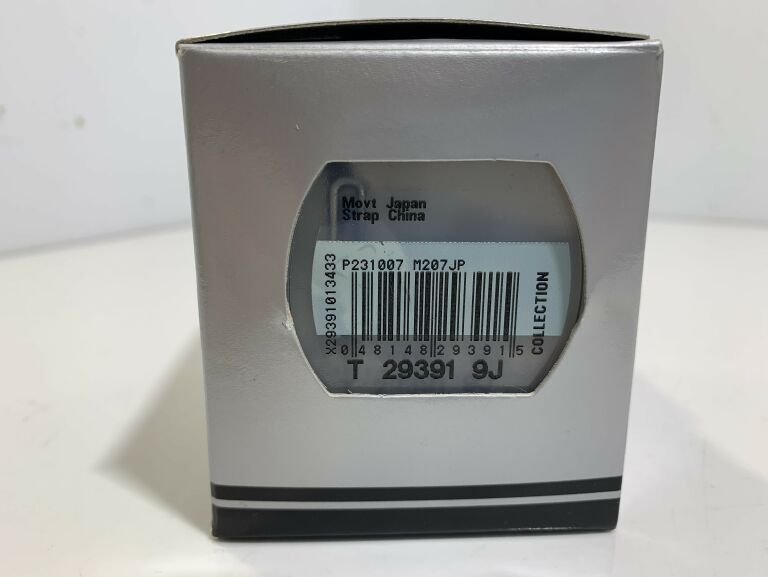 Movt Japan
Strap China
P231007 M207JP
X29391013433
COLLECTION
0 48148 29391 5
T 29391 9J